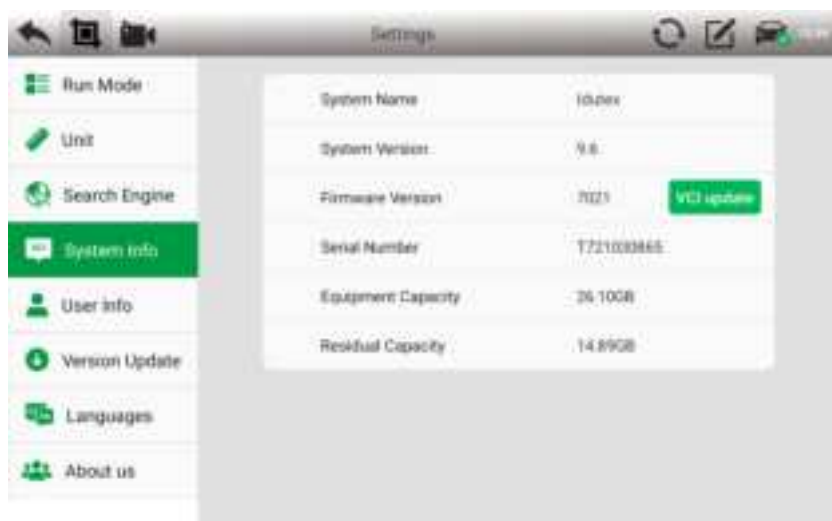 Settings
Run Mode
Unit
Search Engine
System Info
User Info
Version Update
Languages
About us
System Name
System Version 9.6
Firmware Version 7021 VCI update
Serial Number
Equipment Capacity 26.10GB
Residual Capacity 14.89GB